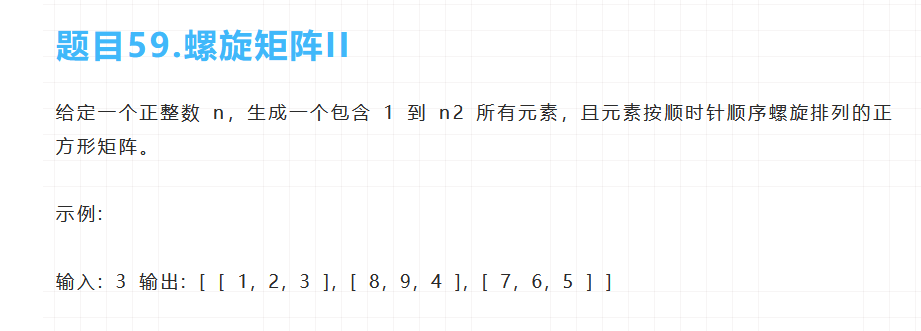 题目59.螺旋矩阵II
给定一个正整数 n，生成一个包含 1 到 n2 所有元素，且元素按顺时针顺序螺旋排列的正
方形矩阵。
示例:
输入: 3 输出: [ [ 1, 2, 3 ], [ 8, 9, 4 ], [ 7, 6, 5 ] ]